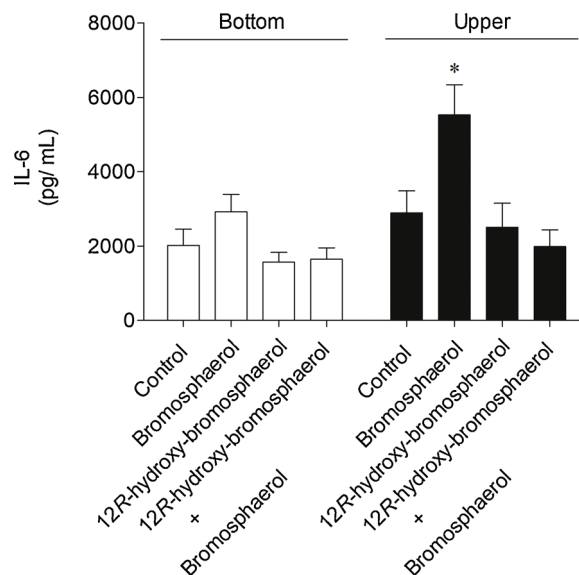 Bottom
Upper
IL-6
(pg/ mL)
8000
6000
4000
2000
0
*
Control
Bromosphaerol
12R-hydroxy-bromosphaerol
12R-hydroxy-bromosphaerol
+
Bromosphaerol
Control
Bromosphaerol
12R-hydroxy-bromosphaerol
12R-hydroxy-bromosphaerol
+
Bromosphaerol